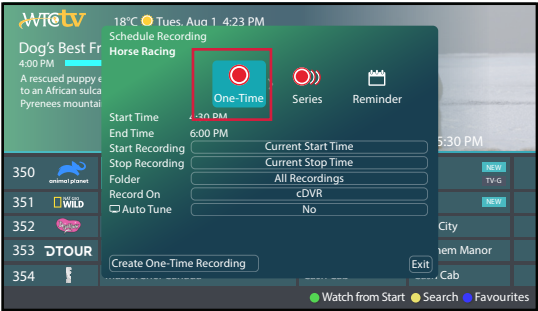 WTCtv
18°C Tues, Aug 1 4:23 PM
Schedule Recording
Horse Racing
Dog's Best Fr
4:00 PM
A rescued puppy e
to an African sulca
Pyrenees mountai
One-Time
Series
Reminder
Start Time 4:30 PM
End Time 6:00 PM
5:30 PM
Start Recording Current Start Time
Stop Recording Current Stop Time
Folder All Recordings
Record On cDVR
Auto Tune No
350 animal planet NEW
TV-G
351 NAT GEO WILD NEW
352 City
353 DTOUR hem Manor
Create One-Time Recording Exit
354 Cab
Watch from Start Search Favourites